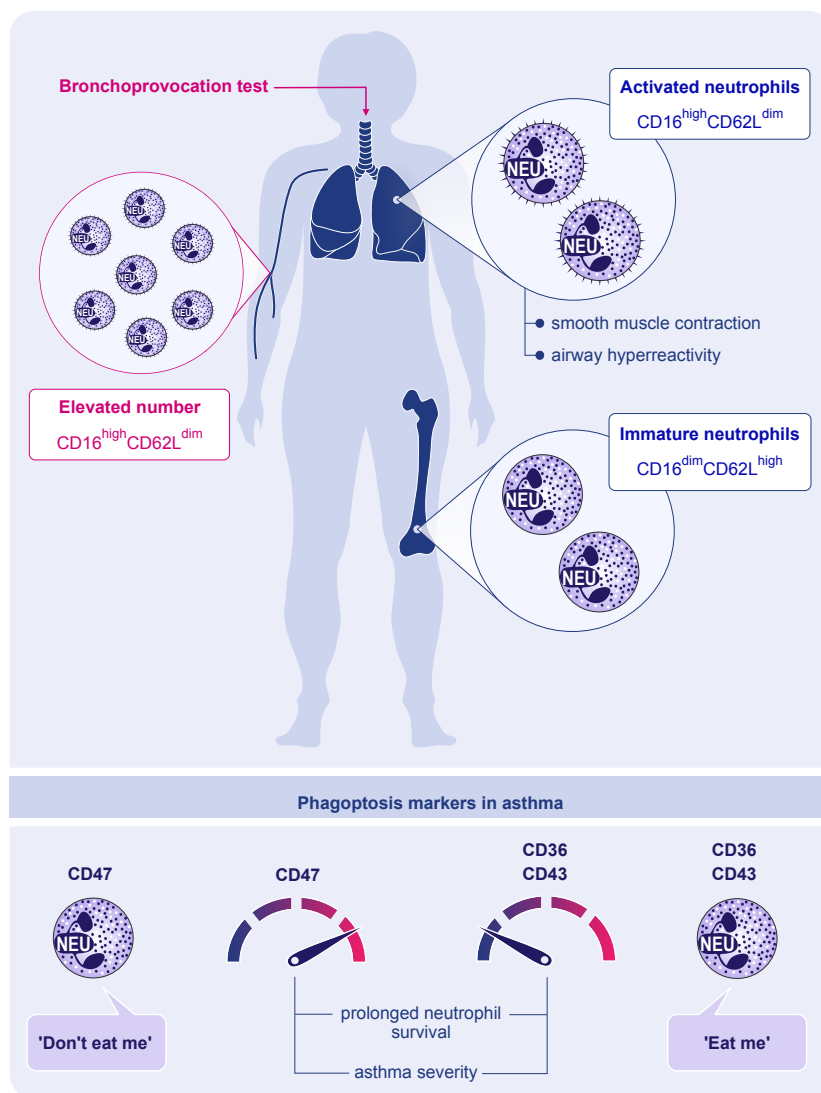 Bronchoprovocation test
Activated neutrophils
CD16highCD62Ldim
NEU
NEU
NEU
NEU
NEU
NEU
NEU
NEU
NEU
smooth muscle contraction
airway hyperreactivity
Elevated number
CD16highCD62Ldim
Immature neutrophils
CD16dimCD62Lhigh
NEU
NEU
Phagoptosis markers in asthma
CD47
NEU
'Don't eat me'
CD47
CD36
CD43
prolonged neutrophil
survival
asthma severity
CD36
CD43
NEU
'Eat me'